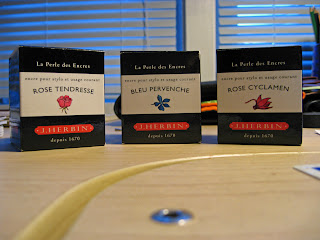 La Perle des Encres
encre pour stylo et usage courant
ROSE TENDRESSE
J.HERBIN
depuis 1670
La Perle des Encres
encre pour stylo et usage courant
BLEU PERVENCHE
J.HERBIN
depuis 1670
La Perle des Encres
encre pour stylo et usage courant
ROSE CYCLAMEN
J.HERBIN
depuis 1670